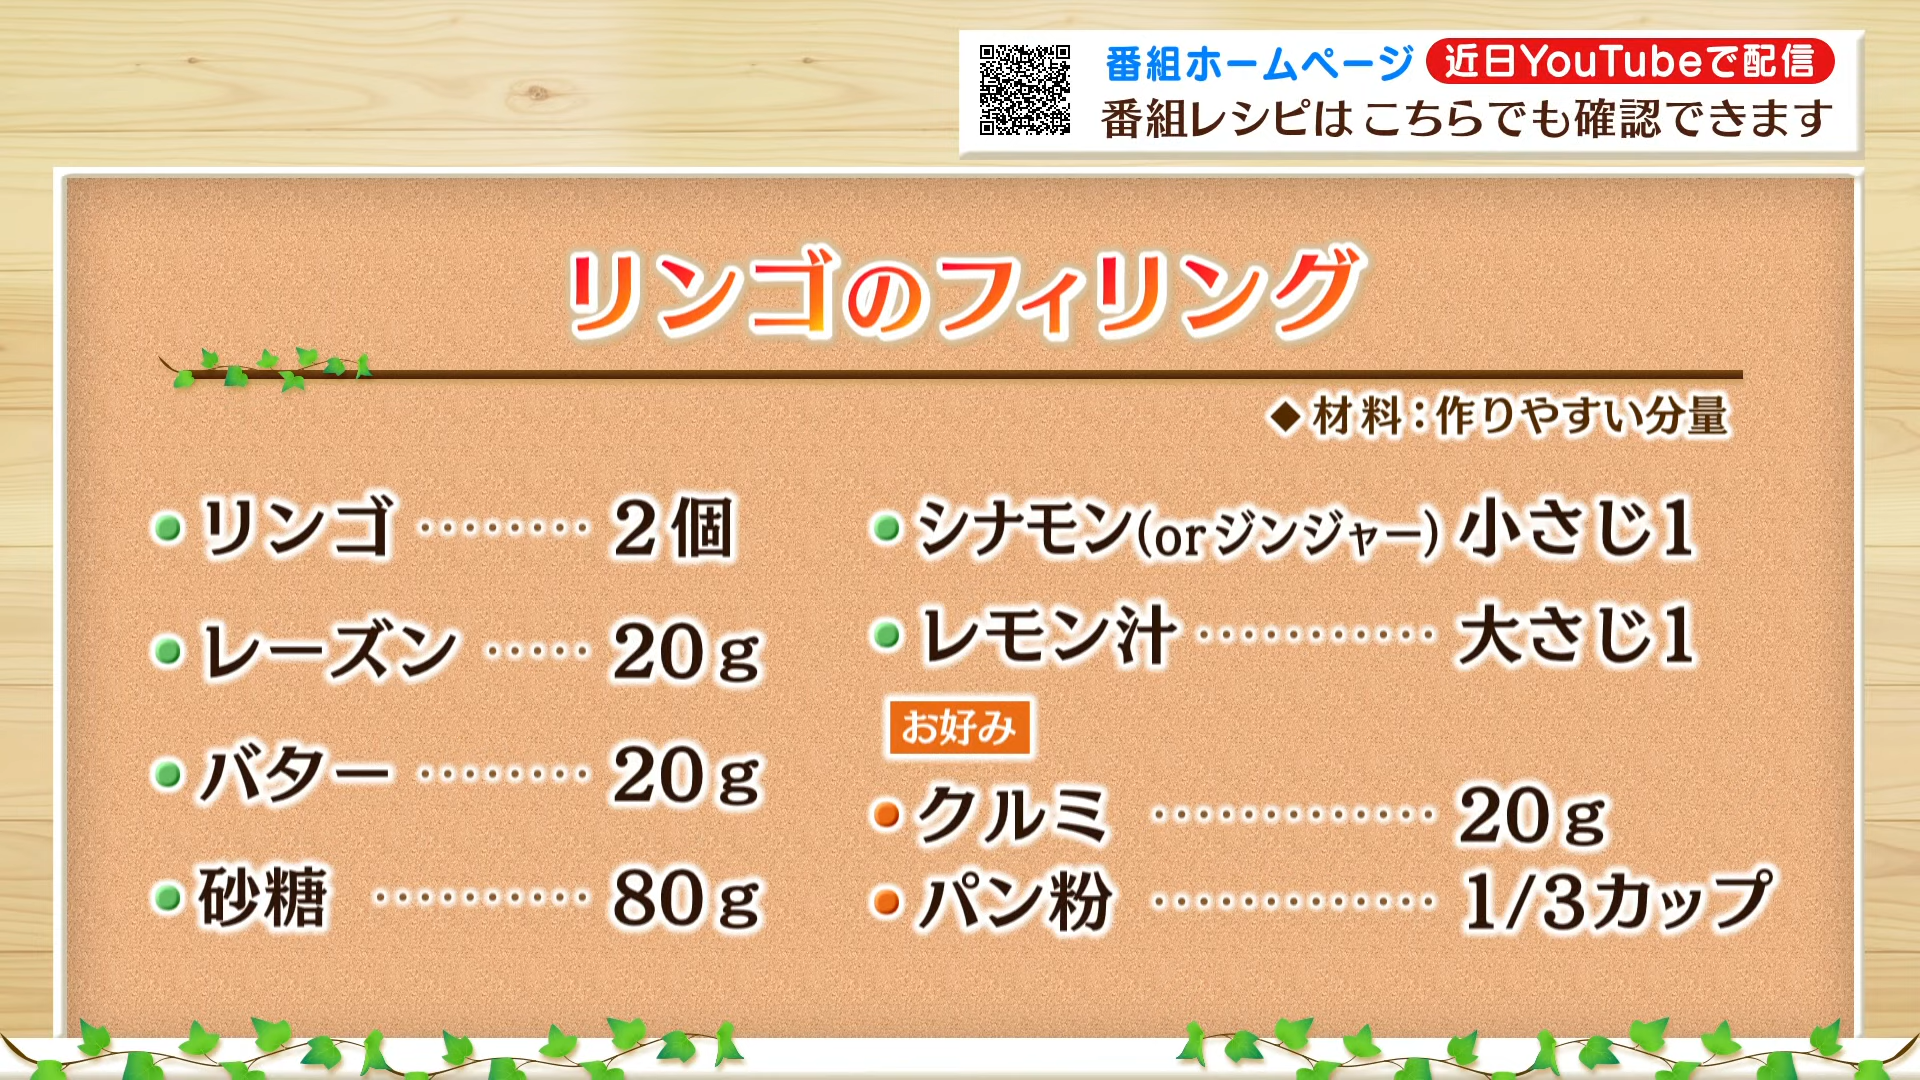 番組ホームページ 近日YouTubeで配信
番組レシピは こちらでも確認できます
リンゴのフィリング
◆材料：作りやすい分量
リンゴ ‥‥‥‥ 2個
レーズン ‥‥‥ 20g
バター ‥‥‥‥ 20g
砂糖 ‥‥‥‥‥ 80g
シナモン(orジンジャー) 小さじ1
レモン汁 ‥‥‥‥‥‥ 大さじ1
お好み
クルミ ‥‥‥‥‥‥ 20g
パン粉 ‥‥‥‥‥‥ 1/3カップ